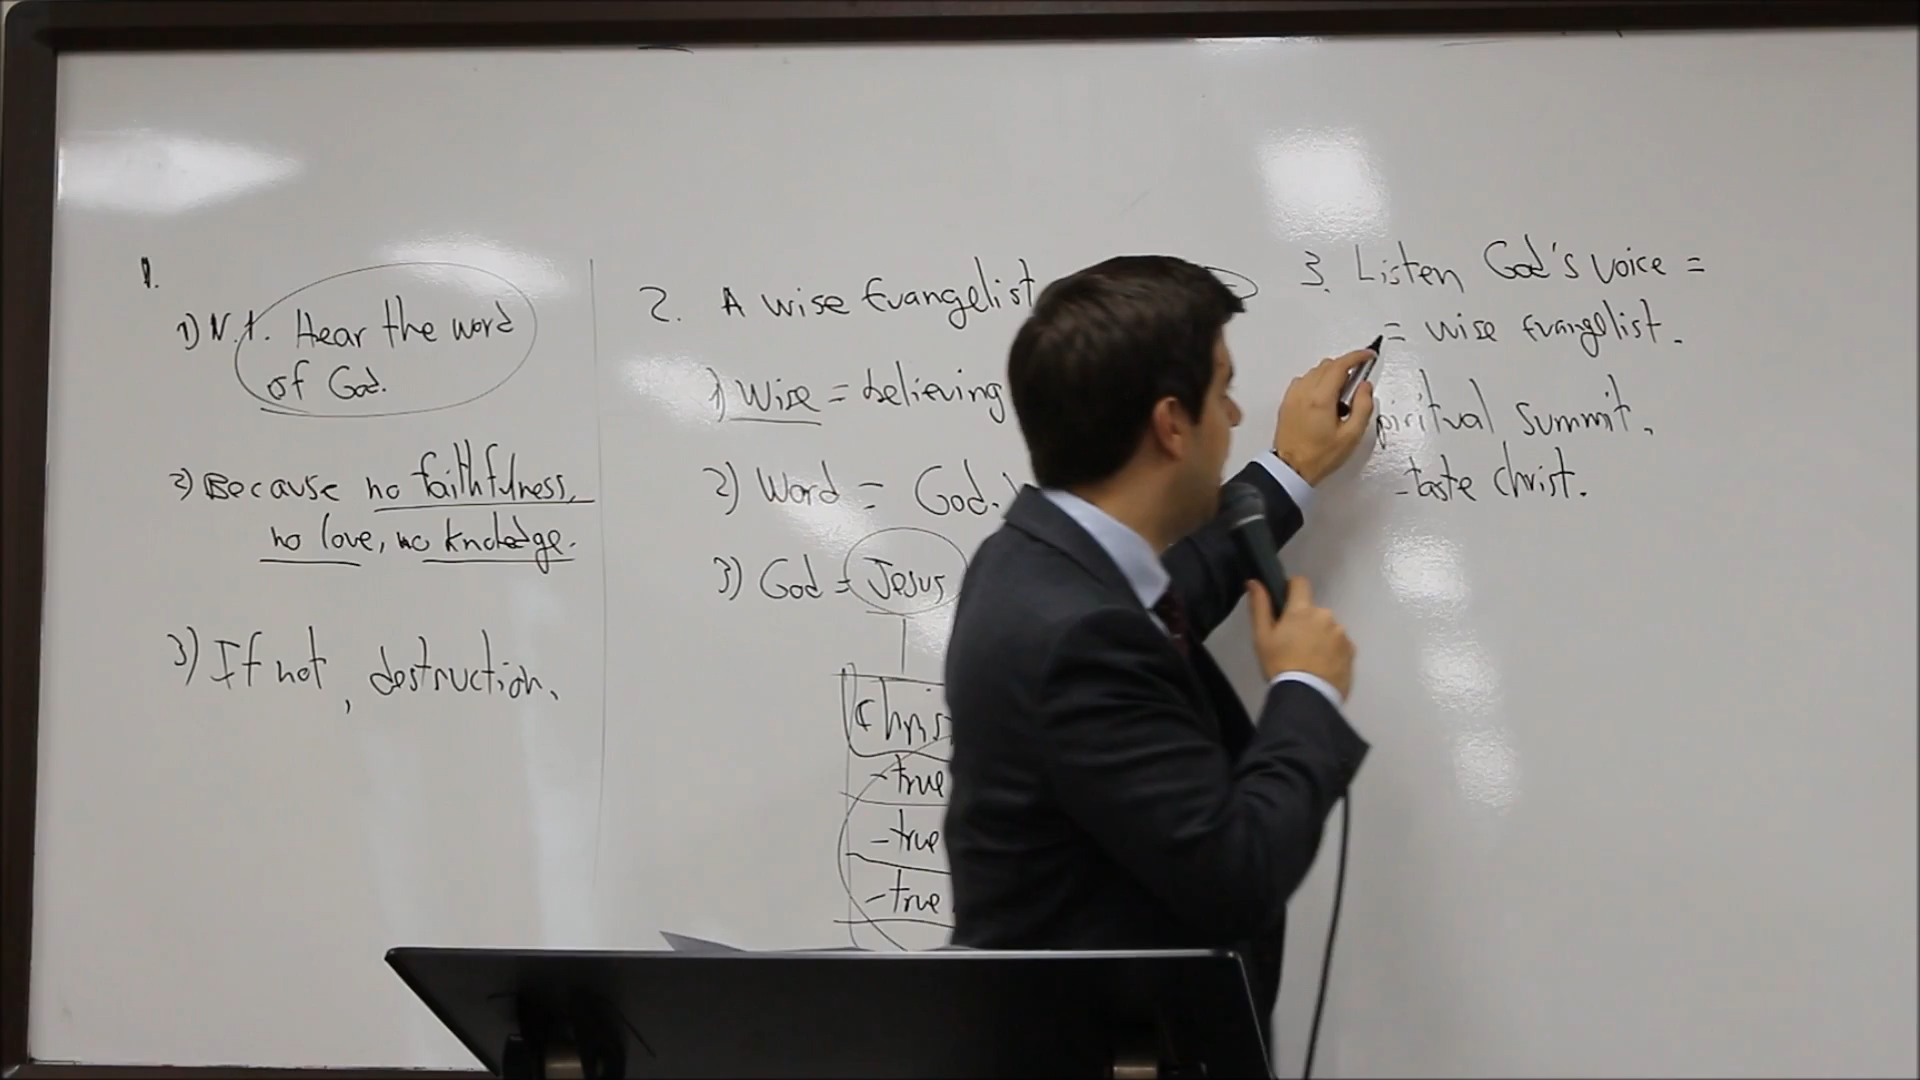 1.
1) N.T. Hear the word
of God.
2) Because no faithfulness,
no love, no knoledge.
3) If not, destruction.
2. A wise Evangelist
1) Wise = believing
2) Word = God.
3) God = Jesus
-true
-true
-true
3. Listen God's voice =
= wise Evangelist.
summit.
-taste Christ.